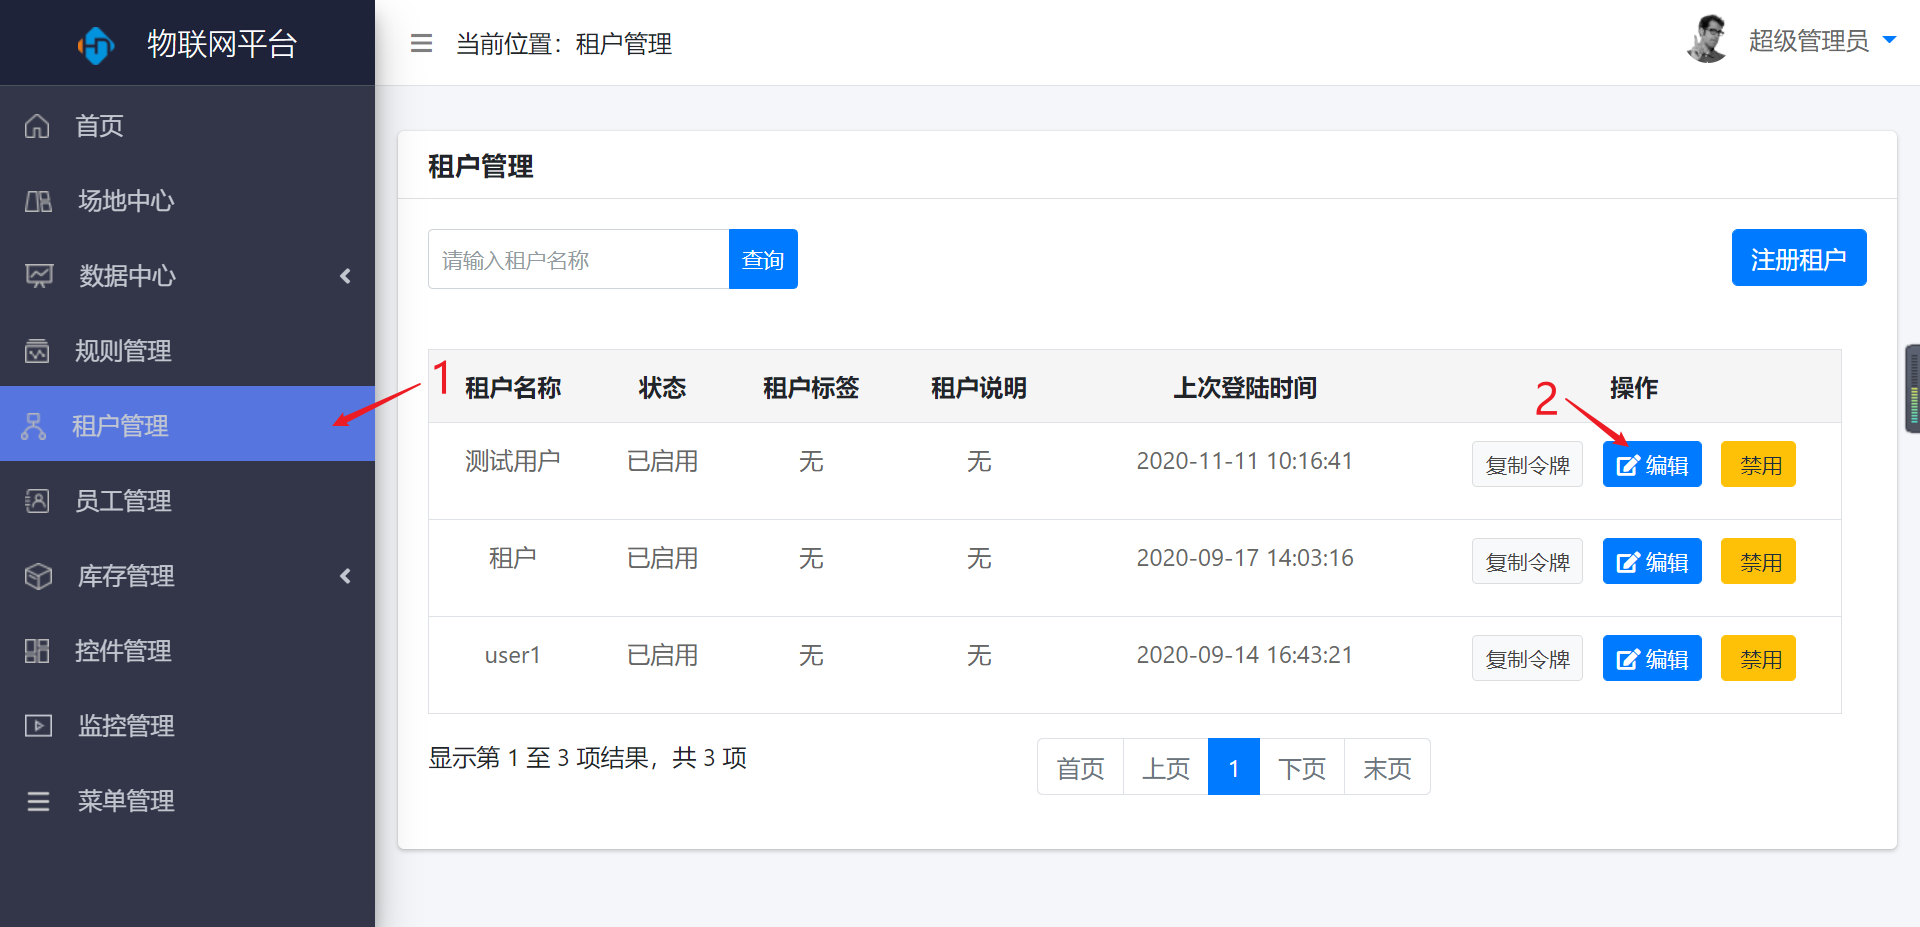 物联网平台
当前位置：租户管理
超级管理员
首页
场地中心
数据中心
规则管理
租户管理
员工管理
库存管理
控件管理
监控管理
菜单管理
租户管理
请输入租户名称 查询 注册租户
1
2
租户名称 状态 租户标签 租户说明 上次登陆时间 操作
测试用户 已启用 无 无 2020-11-11 10:16:41 复制令牌 编辑 禁用
租户 已启用 无 无 2020-09-17 14:03:16 复制令牌 编辑 禁用
user1 已启用 无 无 2020-09-14 16:43:21 复制令牌 编辑 禁用
显示第 1 至 3 项结果，共 3 项
首页 上页 1 下页 末页